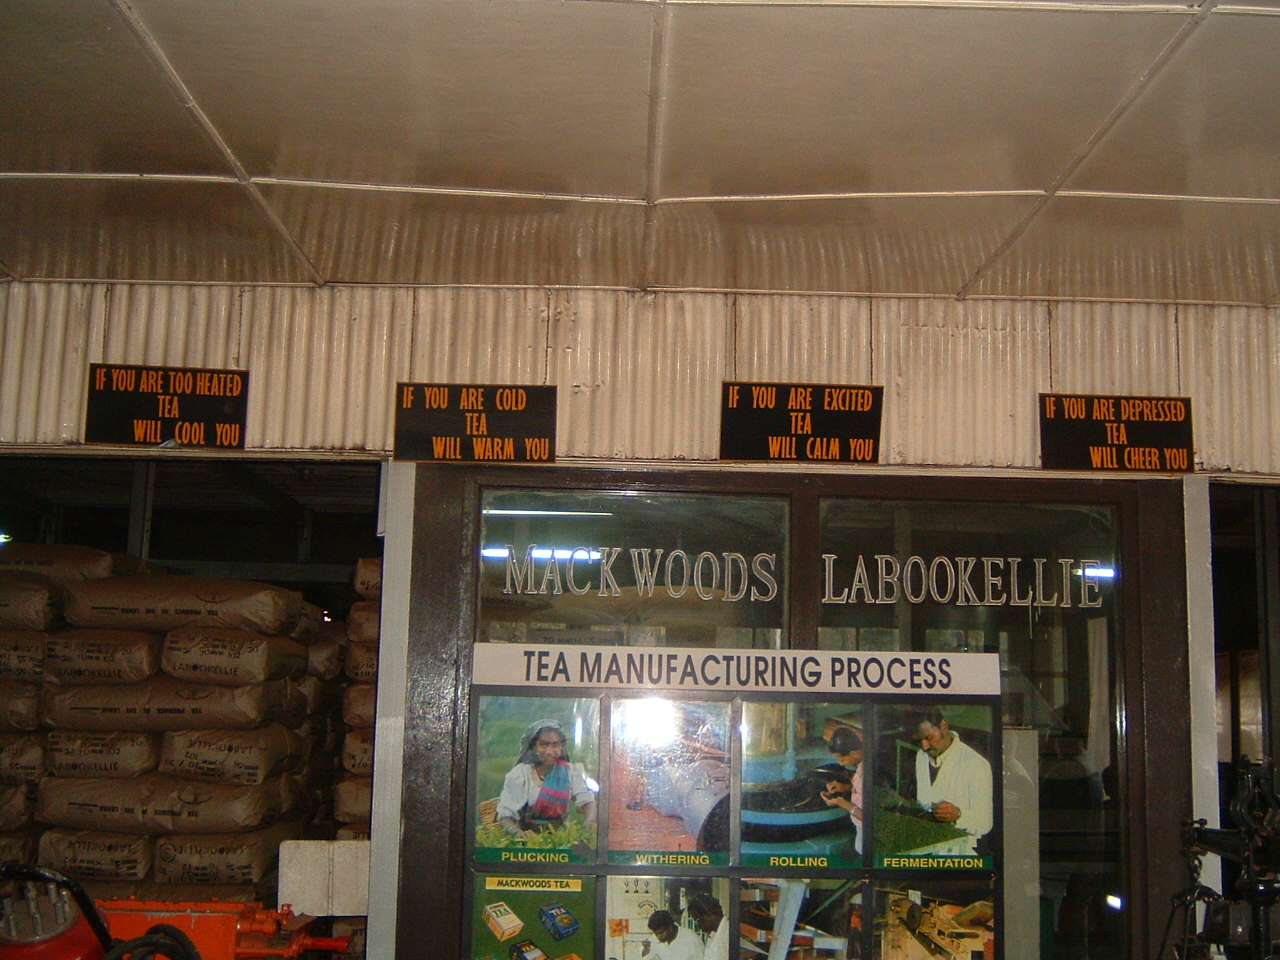 IF YOU ARE TOO HEATED
TEA
WILL COOL YOU
IF YOU ARE COLD
TEA
WILL WARM YOU
IF YOU ARE EXCITED
TEA
WILL CALM YOU
IF YOU ARE DEPRESSED
TEA
WILL CHEER YOU
MACKWOODS LABOOKELLIE
TEA MANUFACTURING PROCESS
PLUCKING
WITHERING
ROLLING
FERMENTATION
MACKWOODS TEA
LABOOKELLIE
LABOOKELLIE